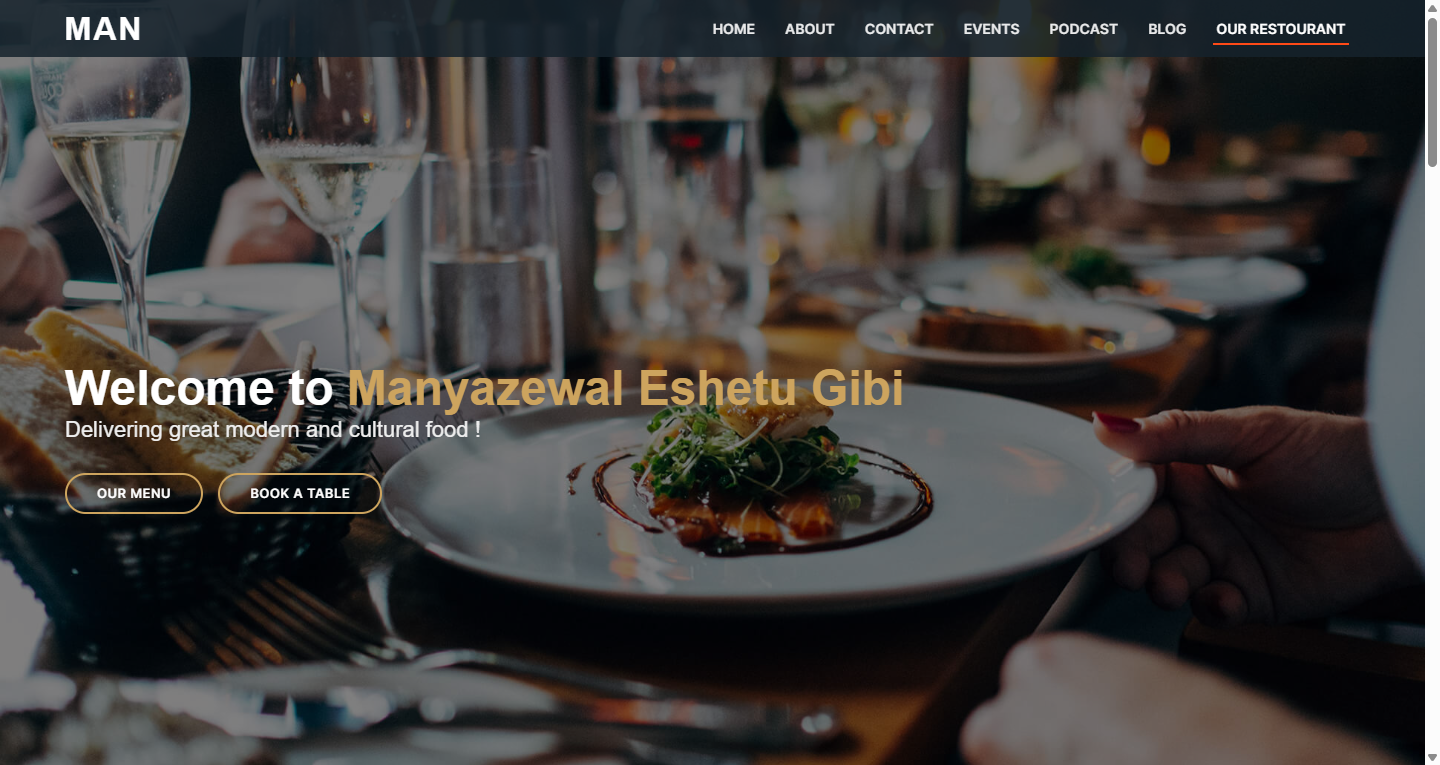 MAN
HOME ABOUT CONTACT EVENTS PODCAST BLOG OUR RESTOURANT
Welcome to Manyazewal Eshetu Gibi
Delivering great modern and cultural food !
OUR MENU BOOK A TABLE